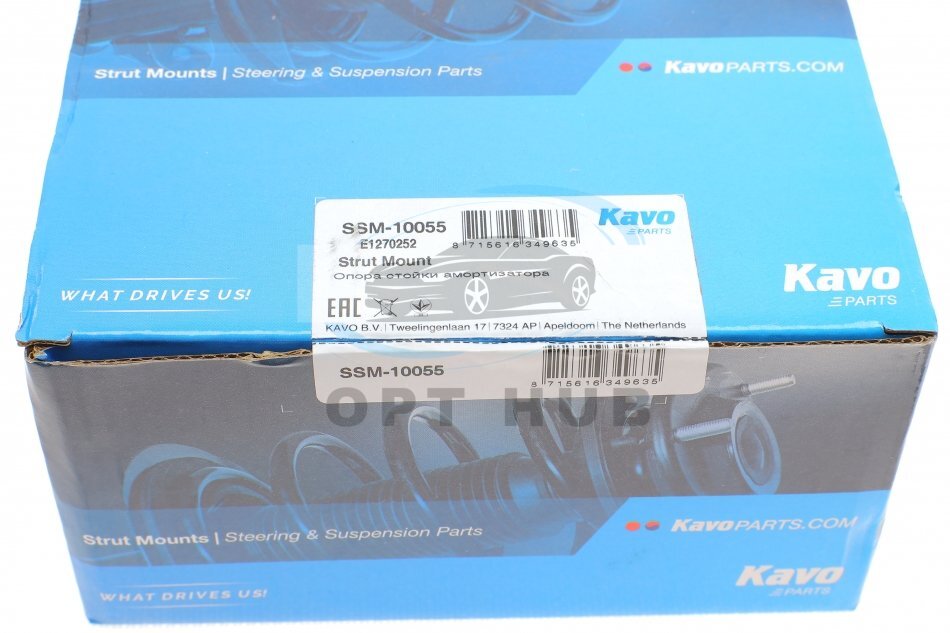 Strut Mounts | Steering & Suspension Parts
KAVOPARTS.COM
SSM-10055
E1270252
8 715616 349635
Kavo
PARTS
Strut Mount
Опора стойки амортизатора
EAC
KAVO B.V. | Tweelingenlaan 17 | 7324 AP | Apeldoorn | The Netherlands
WHAT DRIVES US!
Kavo
PARTS
SSM-10055
8 715616 349635
OPT HUB
Strut Mounts | Steering & Suspension Parts
KAVOPARTS.COM
WHAT DRIVES US!
Kavo
PARTS